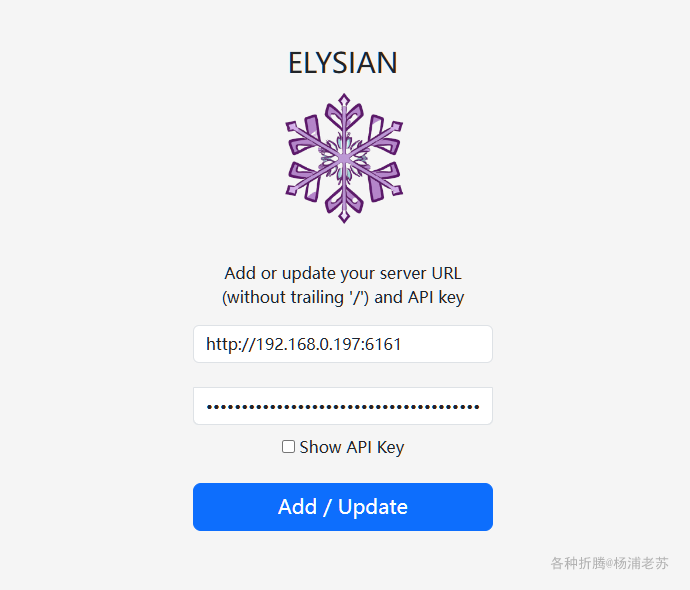 ELYSIAN
Add or update your server URL
(without trailing '/') and API key
http://192.168.0.197:6161
•••••••••••••••••••••••••••••••••••••••
Show API Key
Add / Update
各种折腾@杨浦老苏